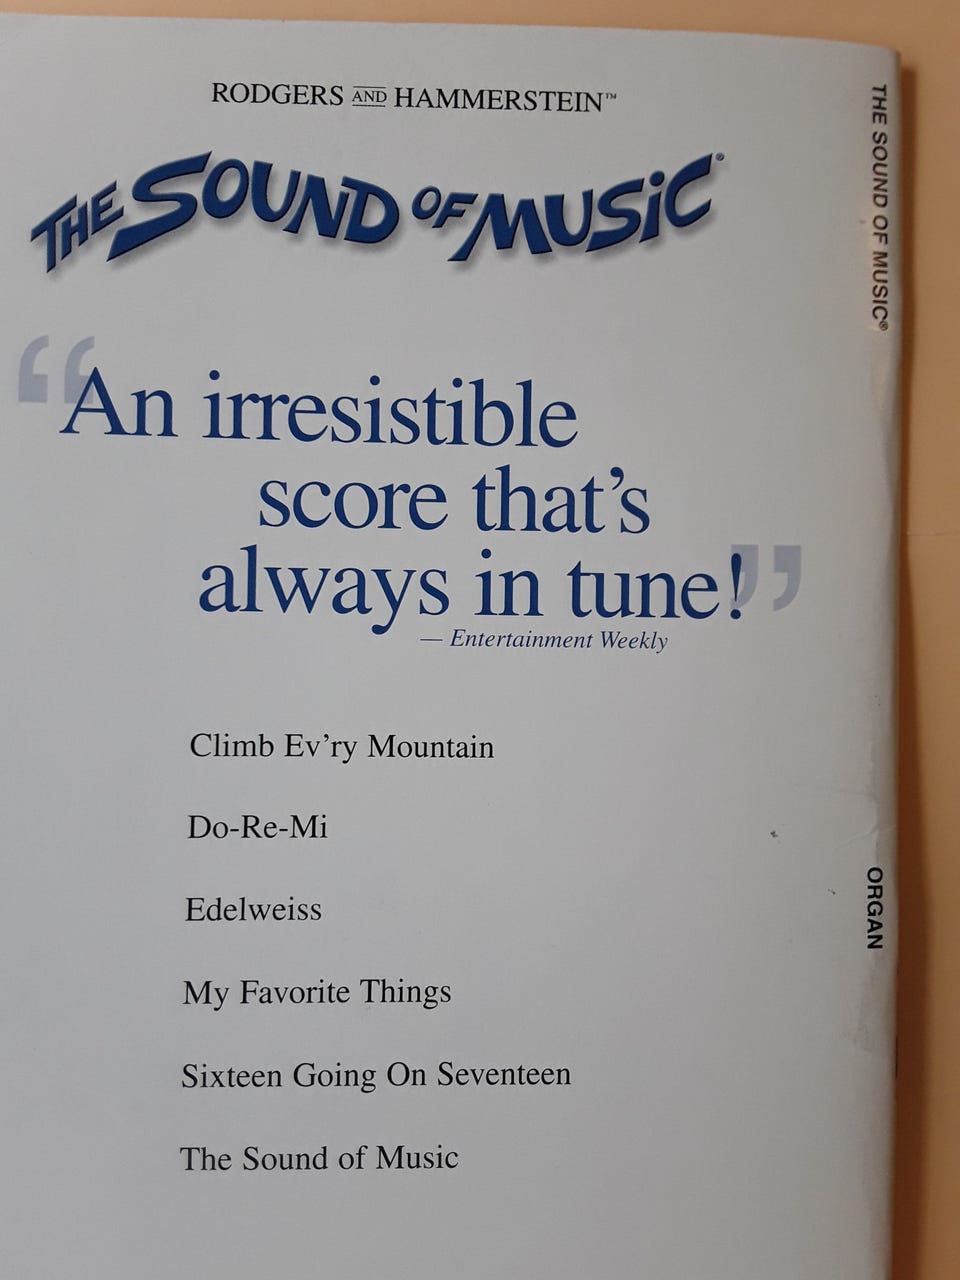 RODGERS AND HAMMERSTEIN™
THE SOUND OF MUSIC®
“An irresistible
score that’s
always in tune!”
— Entertainment Weekly
Climb Ev’ry Mountain
Do-Re-Mi
Edelweiss
My Favorite Things
Sixteen Going On Seventeen
The Sound of Music
THE SOUND OF MUSIC®
ORGAN